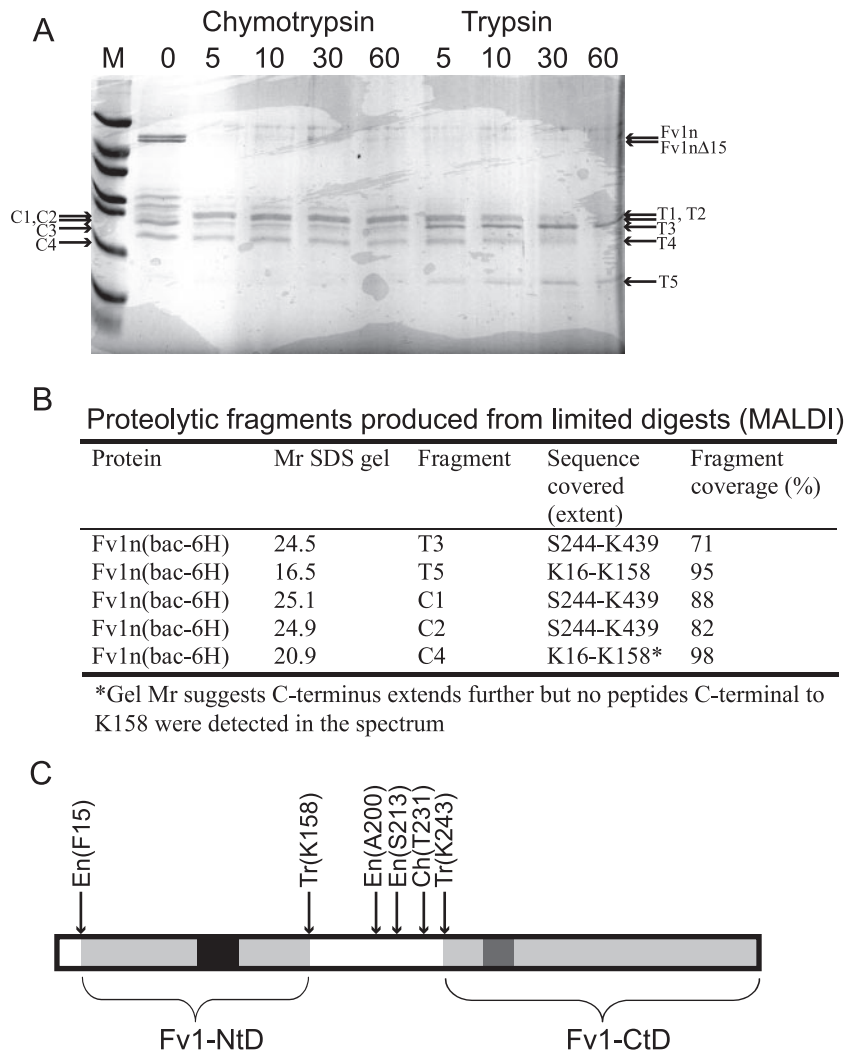 A
Chymotrypsin Trypsin
M 0 5 10 30 60 5 10 30 60
Fv1n
Fv1nΔ15
C1,C2
C3
C4
T1, T2
T3
T4
T5
B
Proteolytic fragments produced from limited digests (MALDI)
Protein Mr SDS gel Fragment Sequence covered (extent) Fragment coverage (%)
Fv1n(bac-6H) 24.5 T3 S244-K439 71
Fv1n(bac-6H) 16.5 T5 K16-K158 95
Fv1n(bac-6H) 25.1 C1 S244-K439 88
Fv1n(bac-6H) 24.9 C2 S244-K439 82
Fv1n(bac-6H) 20.9 C4 K16-K158* 98
*Gel Mr suggests C-terminus extends further but no peptides C-terminal to
K158 were detected in the spectrum
C
En(F15)
Tr(K158)
En(A200)
En(S213)
Ch(T231)
Tr(K243)
Fv1-NtD
Fv1-CtD